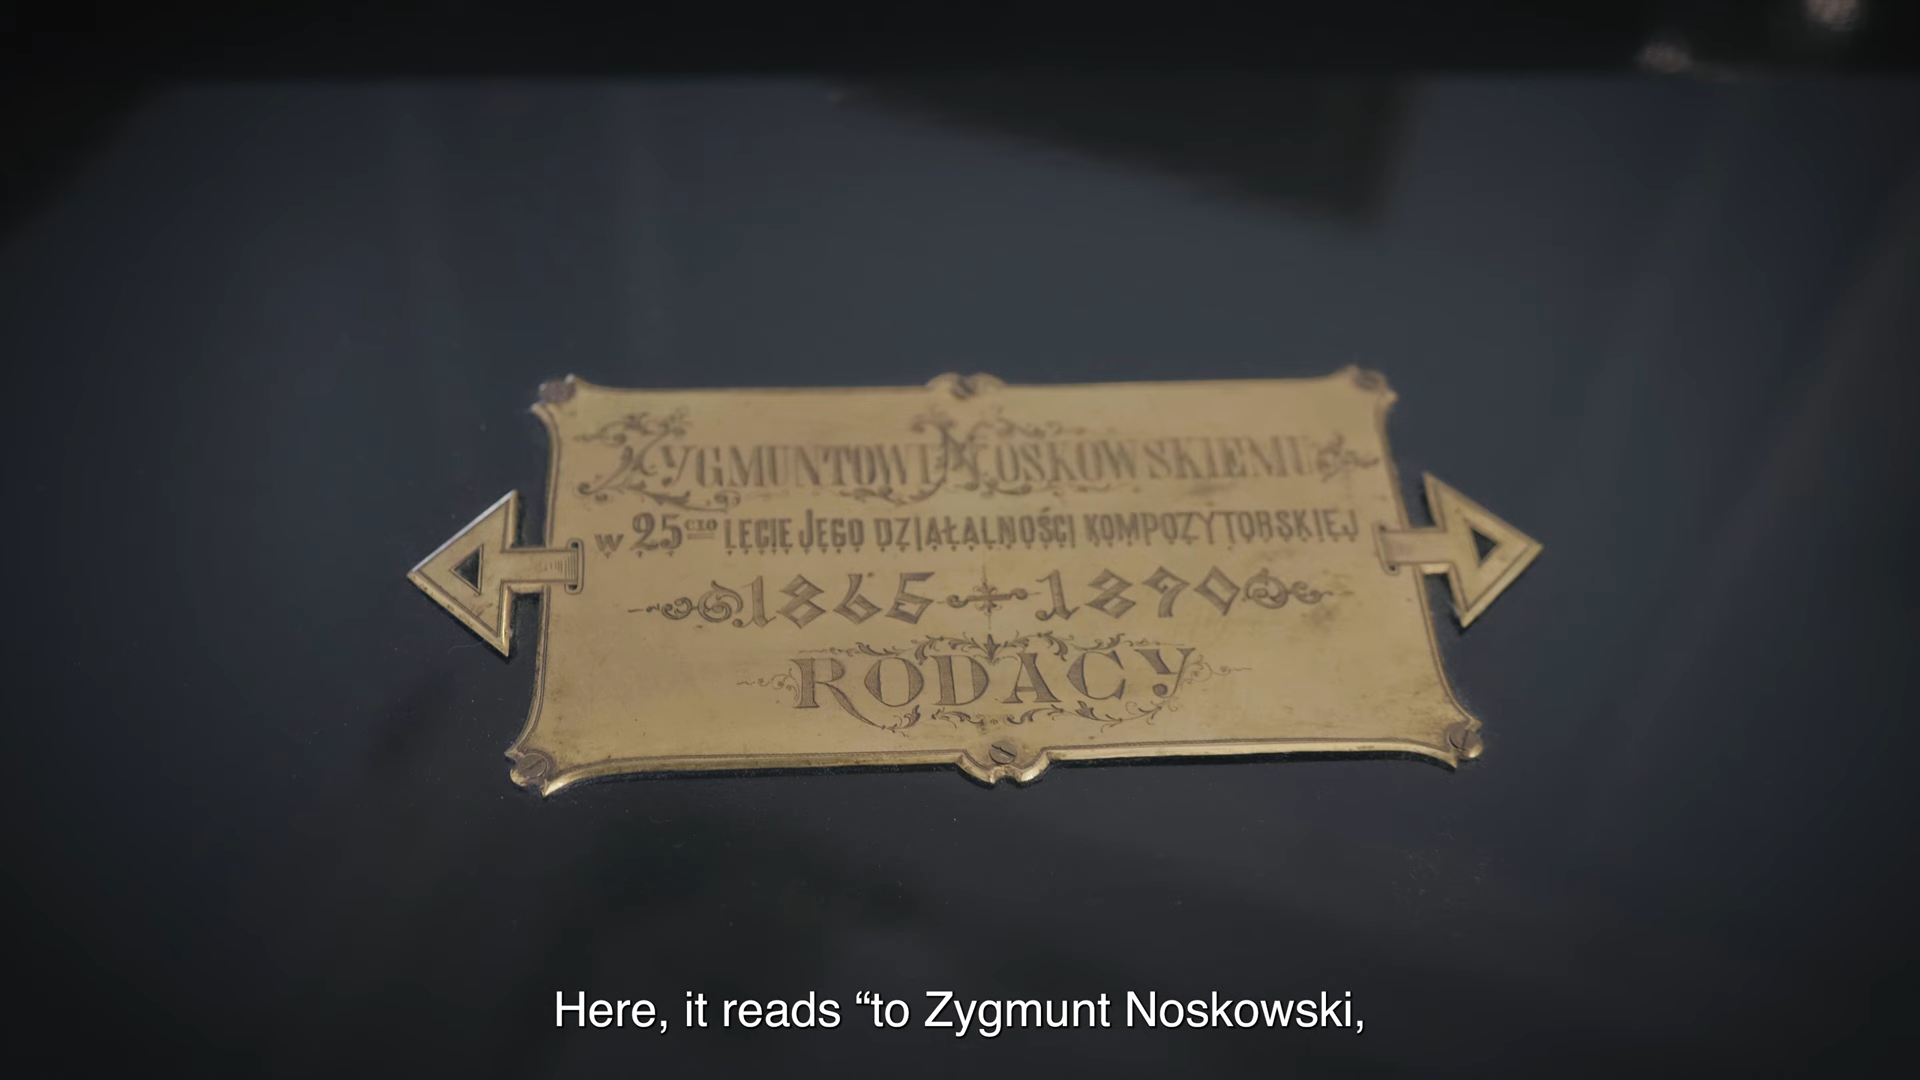 Zygmuntowi Noskowskiemu
w 25cio LECIE JEGO DZIAŁALNOŚCI KOMPOZYTORSKIEJ
1865 1890
RODACY
Here, it reads “to Zygmunt Noskowski,